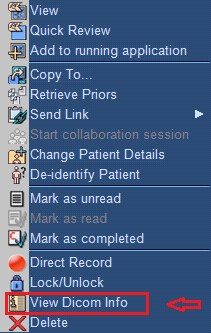 View
Quick Review
Add to running application
Copy To...
Retrieve Priors
Send Link
Start collaboration session
Change Patient Details
De-identify Patient
Mark as unread
Mark as read
Mark as completed
Direct Record
Lock/Unlock
View Dicom Info
Delete